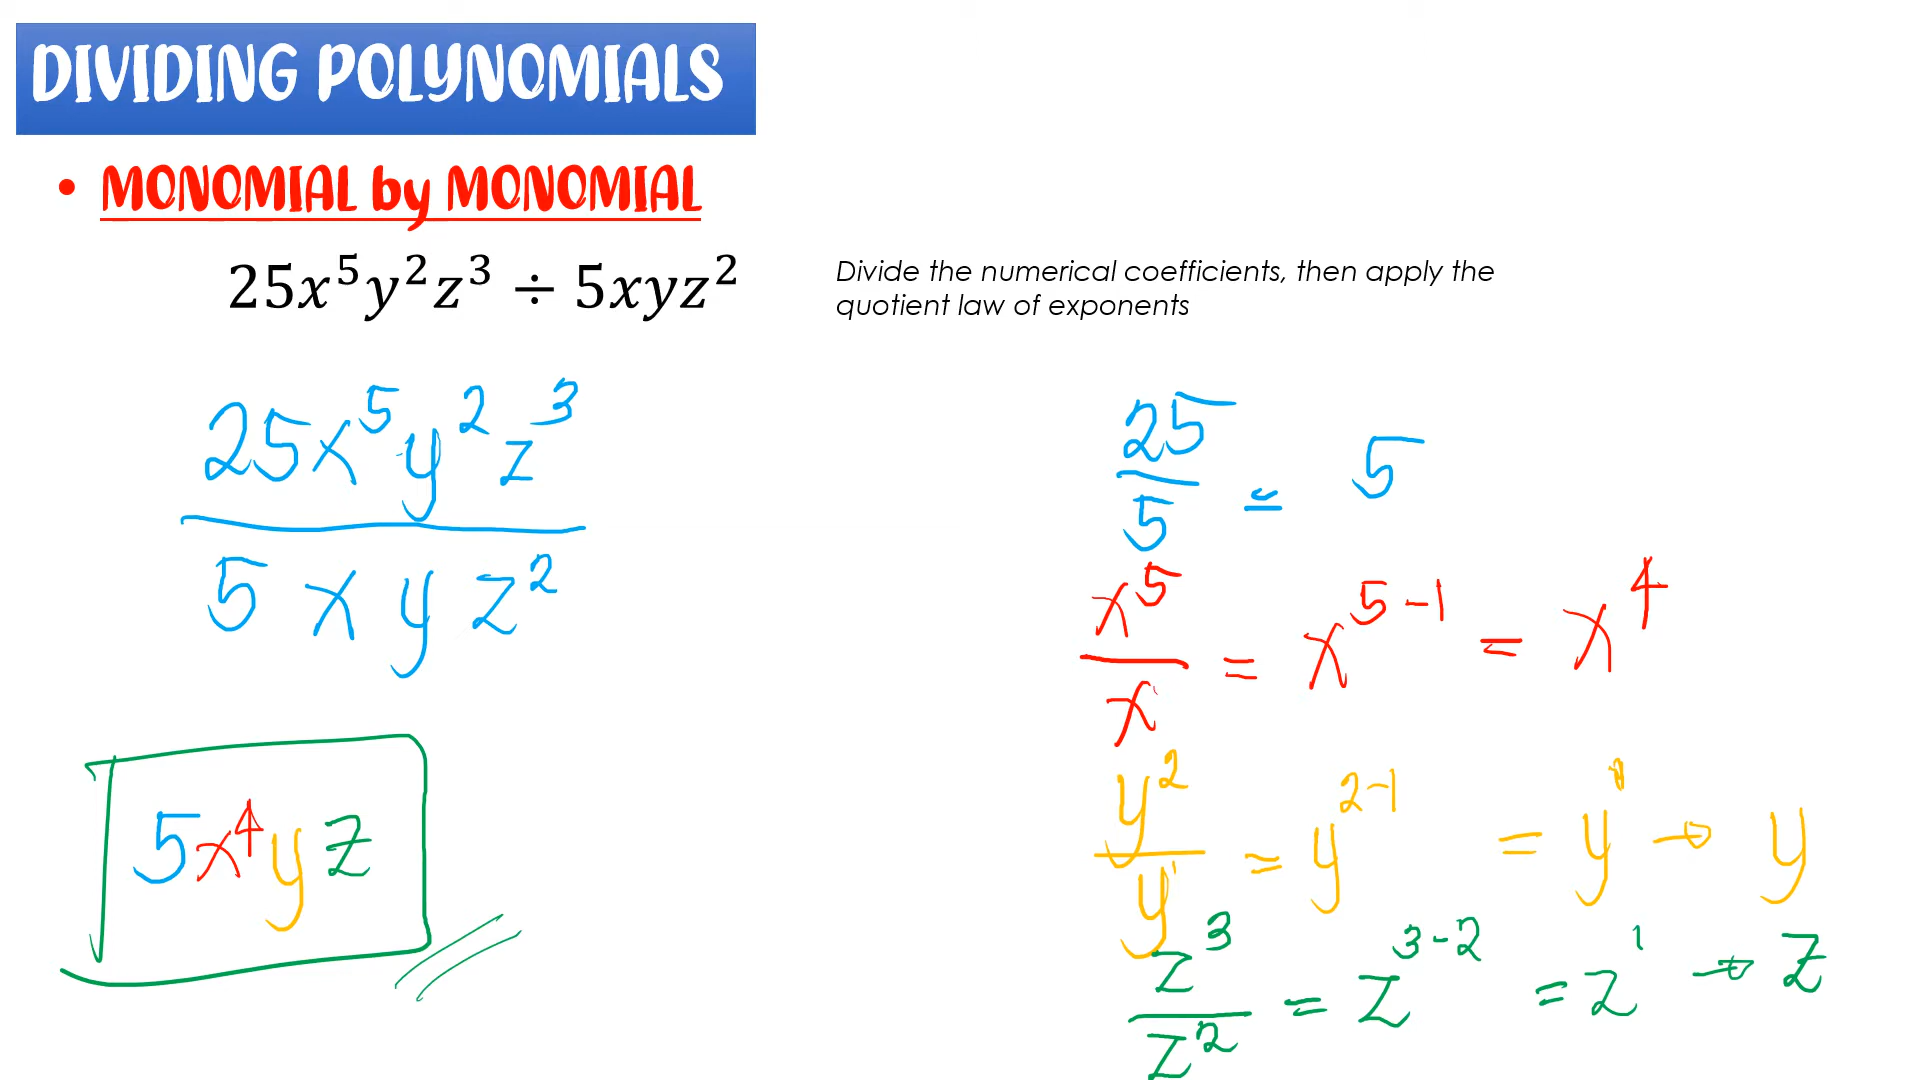 DIVIDING POLYNOMIALS
• MONOMIAL by MONOMIAL
25x⁵y²z³ ÷ 5xyz²
Divide the numerical coefficients, then apply the
quotient law of exponents
25x⁵y²z³
5xyz²
5x⁴yz
25
5
= 5
x⁵
x
= x⁵⁻¹ = x⁴
y²
y¹
= y²⁻¹ = y¹ → y
z³
z²
= z³⁻² = z¹ → z